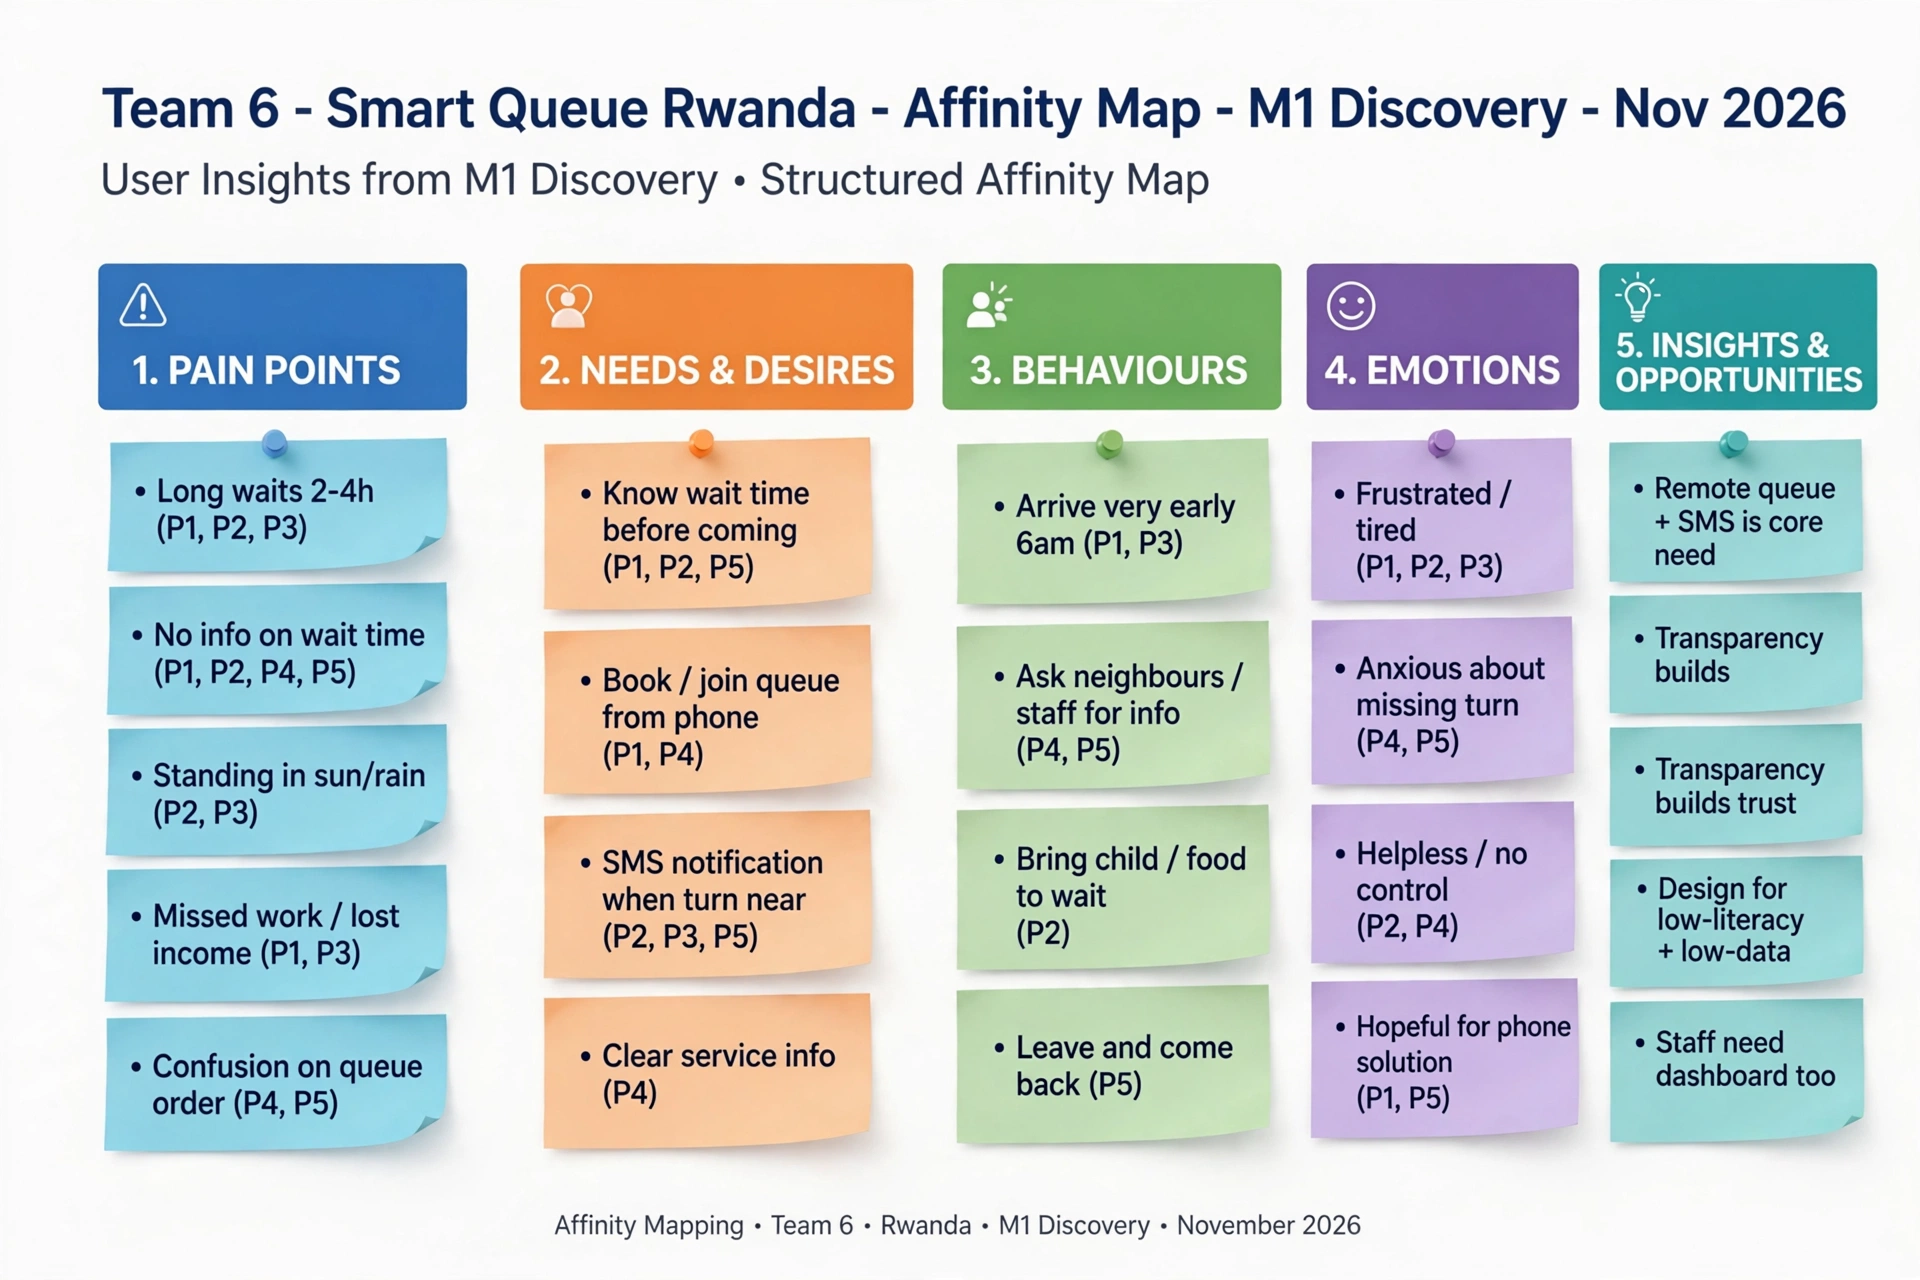 Team 6 - Smart Queue Rwanda - Affinity Map - M1 Discovery - Nov 2026
User Insights from M1 Discovery • Structured Affinity Map
1. PAIN POINTS
• Long waits 2-4h
(P1, P2, P3)
• No info on wait time
(P1, P2, P4, P5)
• Standing in sun/rain
(P2, P3)
• Missed work / lost
income (P1, P3)
• Confusion on queue
order (P4, P5)
2. NEEDS & DESIRES
• Know wait time
before coming
(P1, P2, P5)
• Book / join queue
from phone
(P1, P4)
• SMS notification
when turn near
(P2, P3, P5)
• Clear service info
(P4)
3. BEHAVIOURS
• Arrive very early
6am (P1, P3)
• Ask neighbours /
staff for info
(P4, P5)
• Bring child / food
to wait
(P2)
• Leave and come
back (P5)
4. EMOTIONS
• Frustrated /
tired
(P1, P2, P3)
• Anxious about
missing turn
(P4, P5)
• Helpless / no
control
(P2, P4)
• Hopeful for phone
solution
(P1, P5)
5. INSIGHTS &
OPPORTUNITIES
• Remote queue
+ SMS is core
need
• Transparency
builds
• Transparency
builds trust
• Design for
low-literacy
+ low-data
• Staff need
dashboard too
Affinity Mapping • Team 6 • Rwanda • M1 Discovery • November 2026